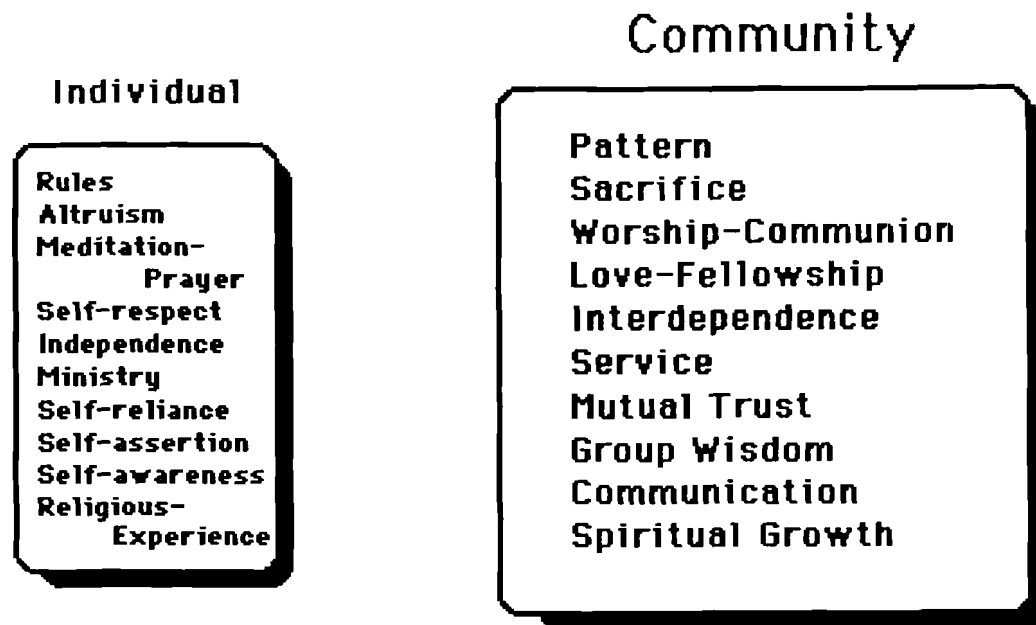 Individual
Rules
Altruism
Meditation-
Prayer
Self-respect
Independence
Ministry
Self-reliance
Self-assertion
Self-awareness
Religious-
Experience
Community
Pattern
Sacrifice
Worship-Communion
Love-Fellowship
Interdependence
Service
Mutual Trust
Group Wisdom
Communication
Spiritual Growth